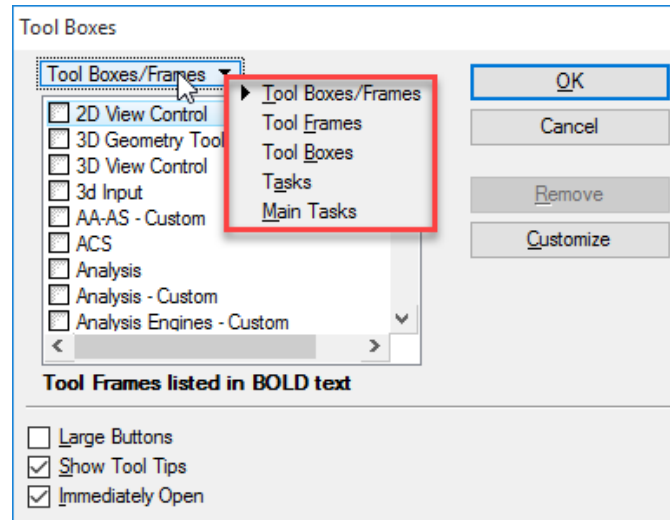 Tool Boxes
Tool Boxes/Frames
Tool Boxes/Frames
Tool Frames
Tool Boxes
Tasks
Main Tasks
2D View Control
3D Geometry Tool
3D View Control
3d Input
AA-AS - Custom
ACS
Analysis
Analysis - Custom
Analysis Engines - Custom
Tool Frames listed in BOLD text
OK
Cancel
Remove
Customize
Large Buttons
Show Tool Tips
Immediately Open